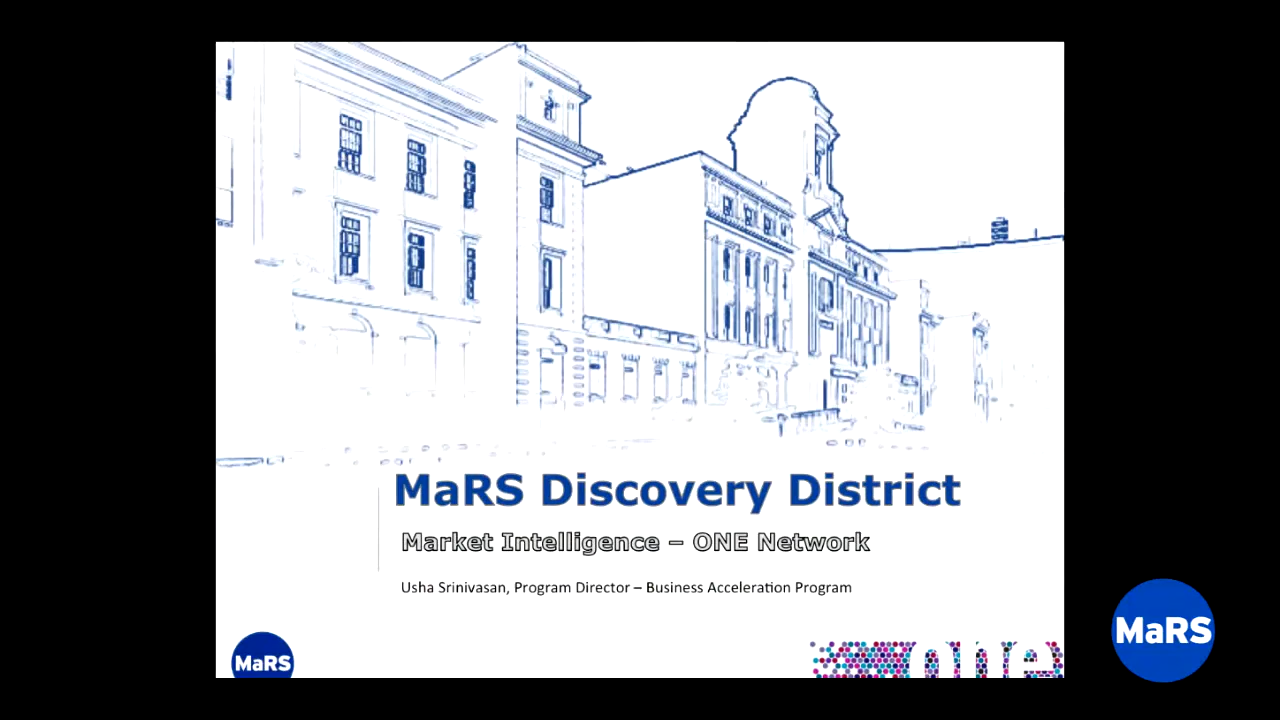 MaRS Discovery District
Market Intelligence – ONE Network
Usha Srinivasan, Program Director – Business Acceleration Program
MaRS
one
MaRS